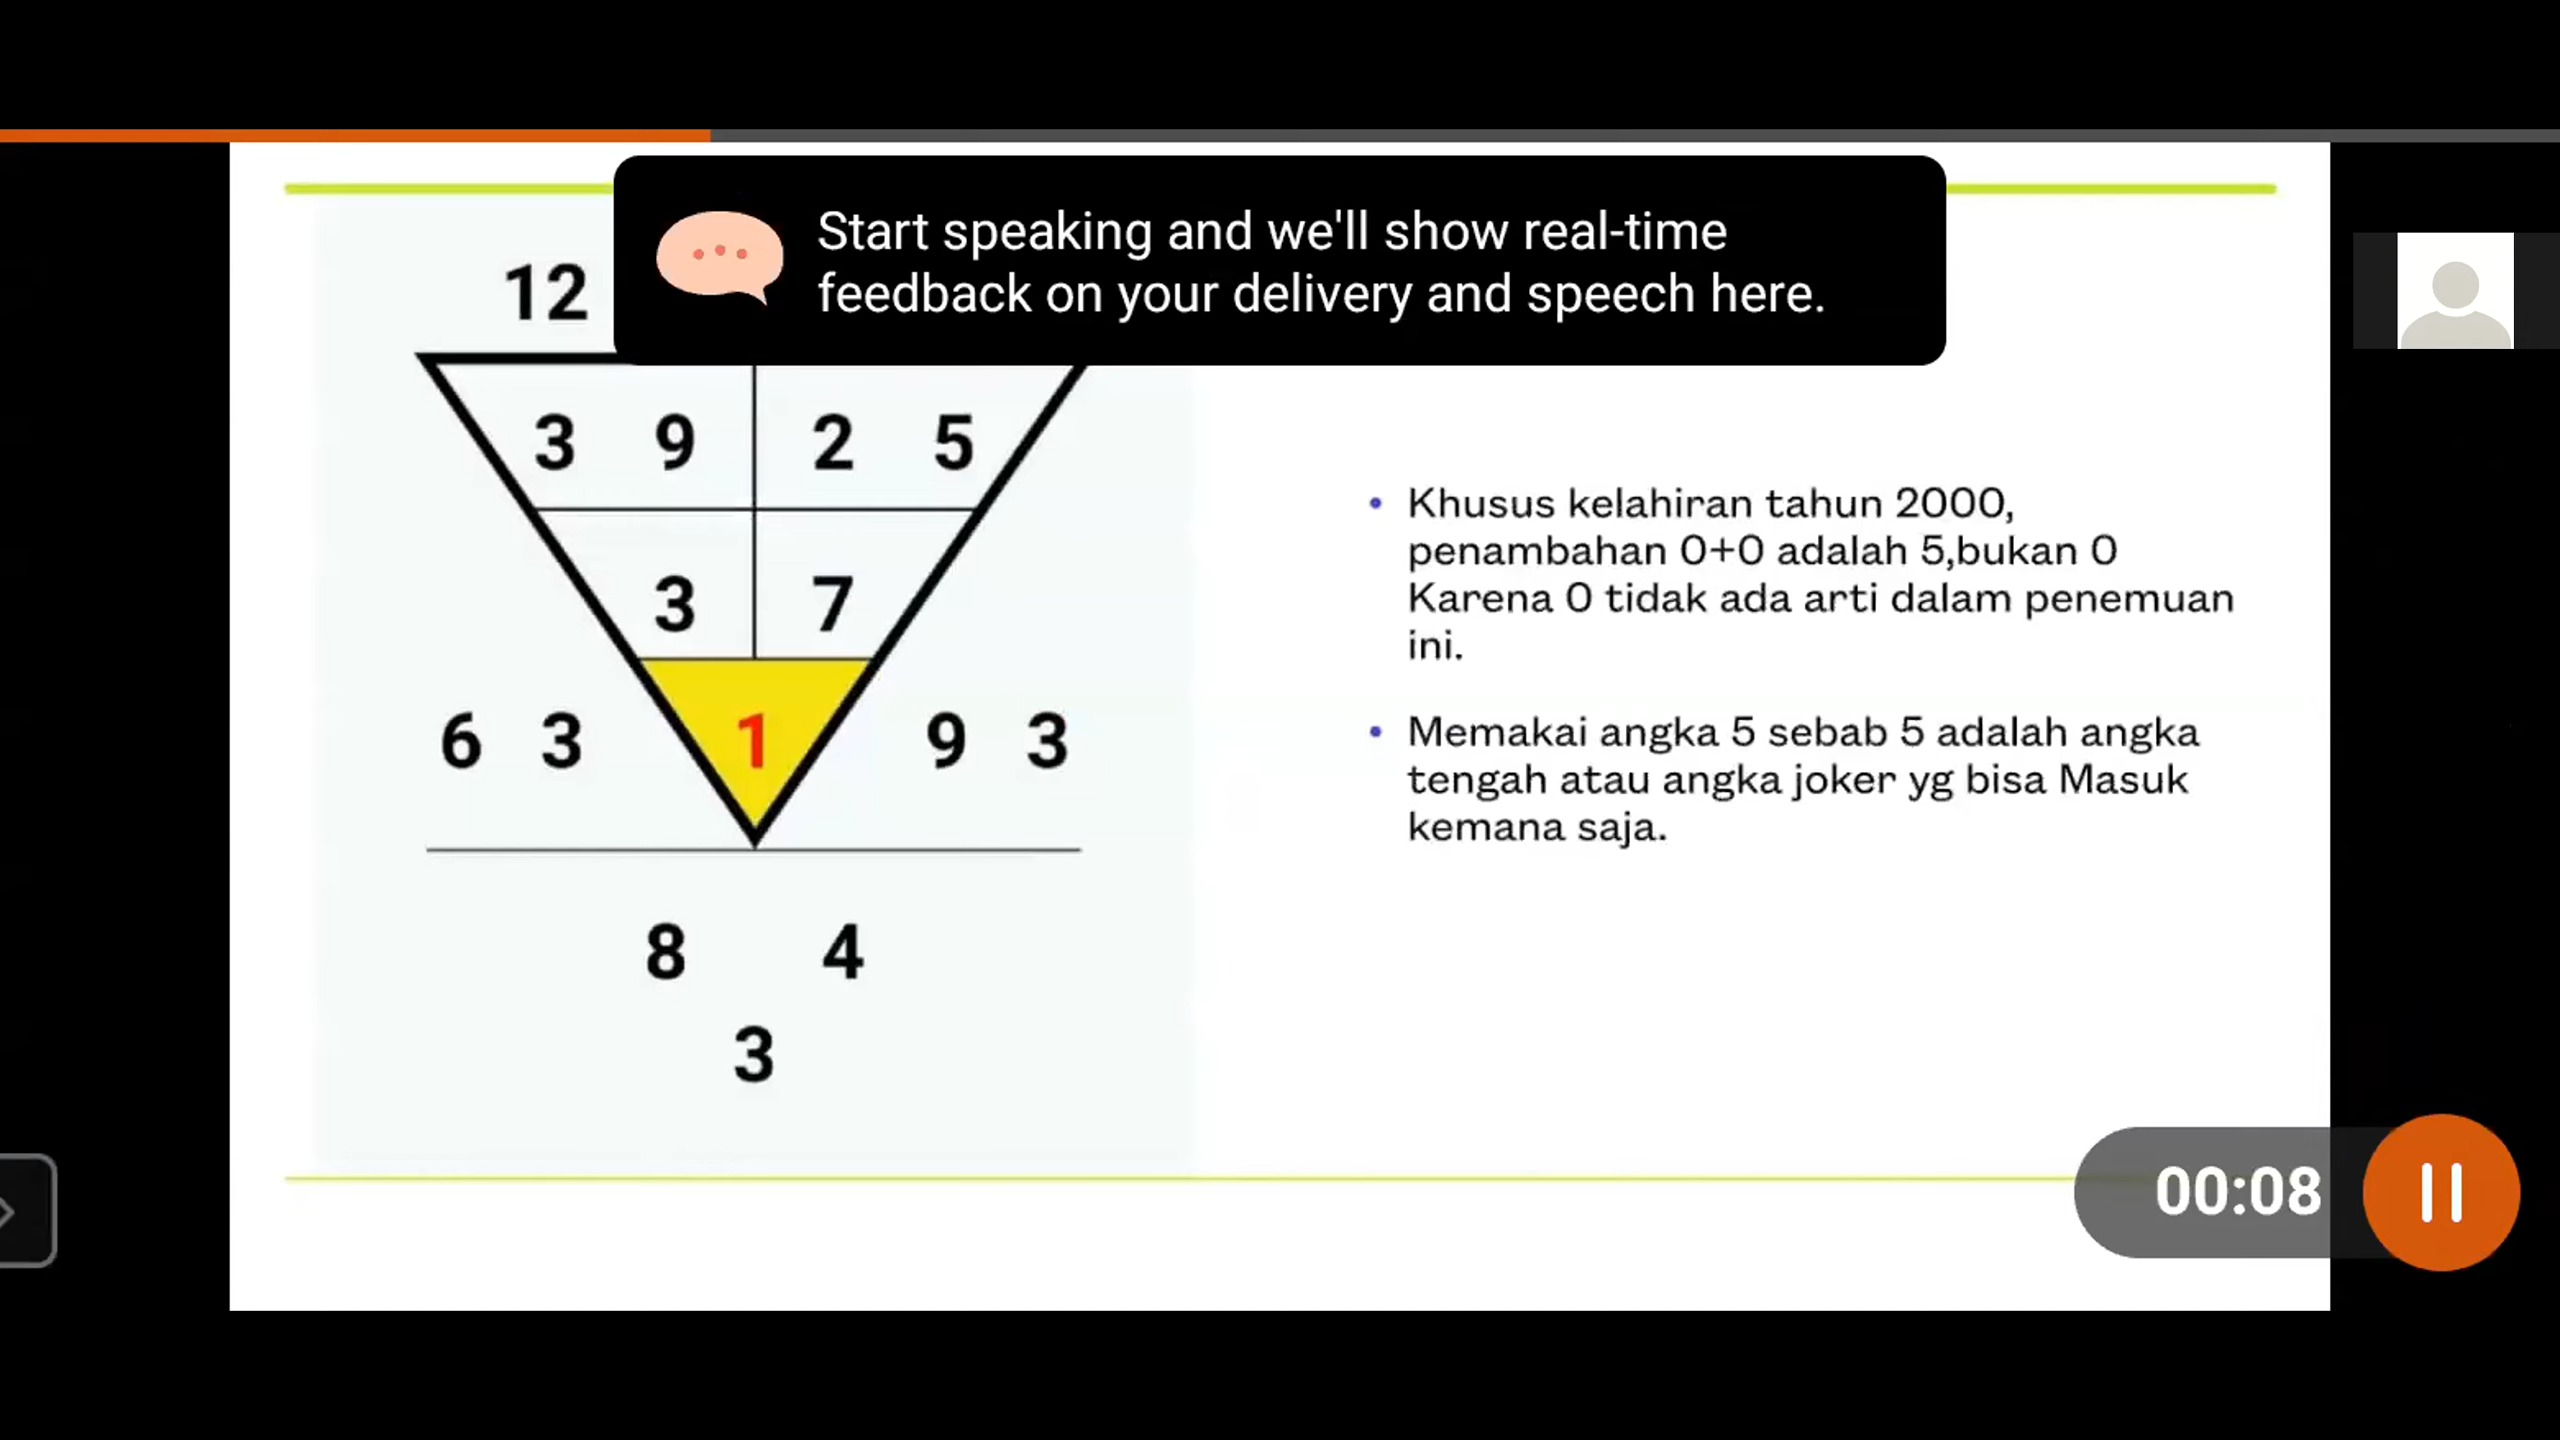 Start speaking and we'll show real-time
feedback on your delivery and speech here.
12
3 9 2 5
3 7
6 3 1 9 3
8 4
3
• Khusus kelahiran tahun 2000,
penambahan 0+0 adalah 5,bukan 0
Karena 0 tidak ada arti dalam penemuan
ini.
• Memakai angka 5 sebab 5 adalah angka
tengah atau angka joker yg bisa Masuk
kemana saja.
00:08